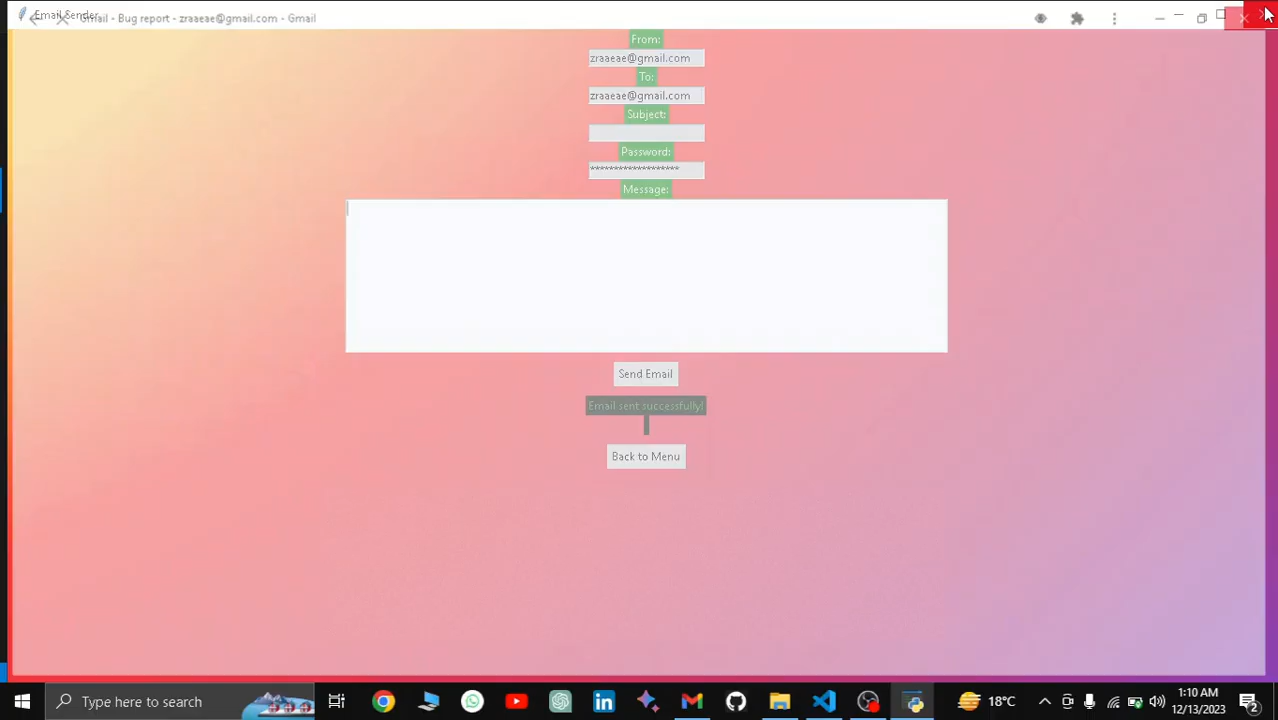 Email Sender
Gmail - Bug report - zraaeae@gmail.com - Gmail
From:
zraaeae@gmail.com
To:
zraaeae@gmail.com
Subject:
Password:
*******************
Message:
Send Email
Email sent successfully!
Back to Menu
Type here to search
18°C
1:10 AM
12/13/2023
2